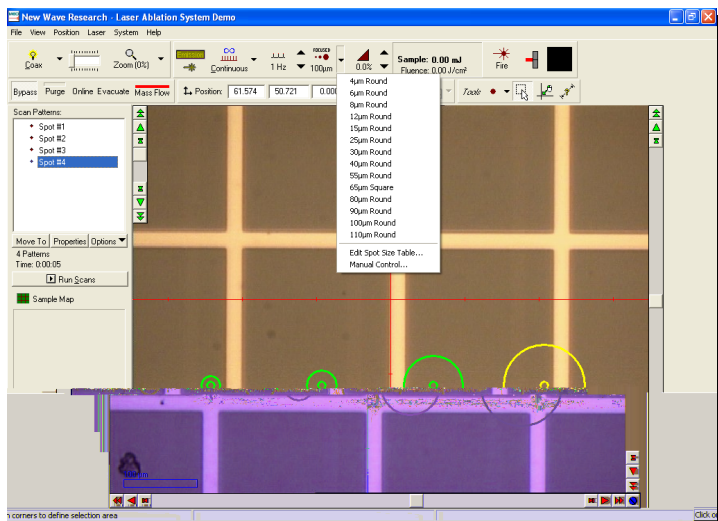 New Wave Research - Laser Ablation System Demo
File View Position Laser System Help
Coax
Zoom (0%)
Emission
Continuous
1 Hz
FOCUSED
100µm
0.0%
Sample: 0.00 mJ
Fluence: 0.00 J/cm²
Fire
Bypass Purge Online Evacuate Mass Flow
Position: 61.574 50.721 0.000
Tools
Scan Patterns:
Spot #1
Spot #2
Spot #3
Spot #4
4µm Round
6µm Round
8µm Round
12µm Round
15µm Round
25µm Round
30µm Round
40µm Round
55µm Round
65µm Square
80µm Round
90µm Round
100µm Round
110µm Round
Edit Spot Size Table...
Manual Control...
Move To Properties Options
4 Patterns
Time: 0:00:05
Run Scans
Sample Map
100 µm
n corners to define selection area
Click o